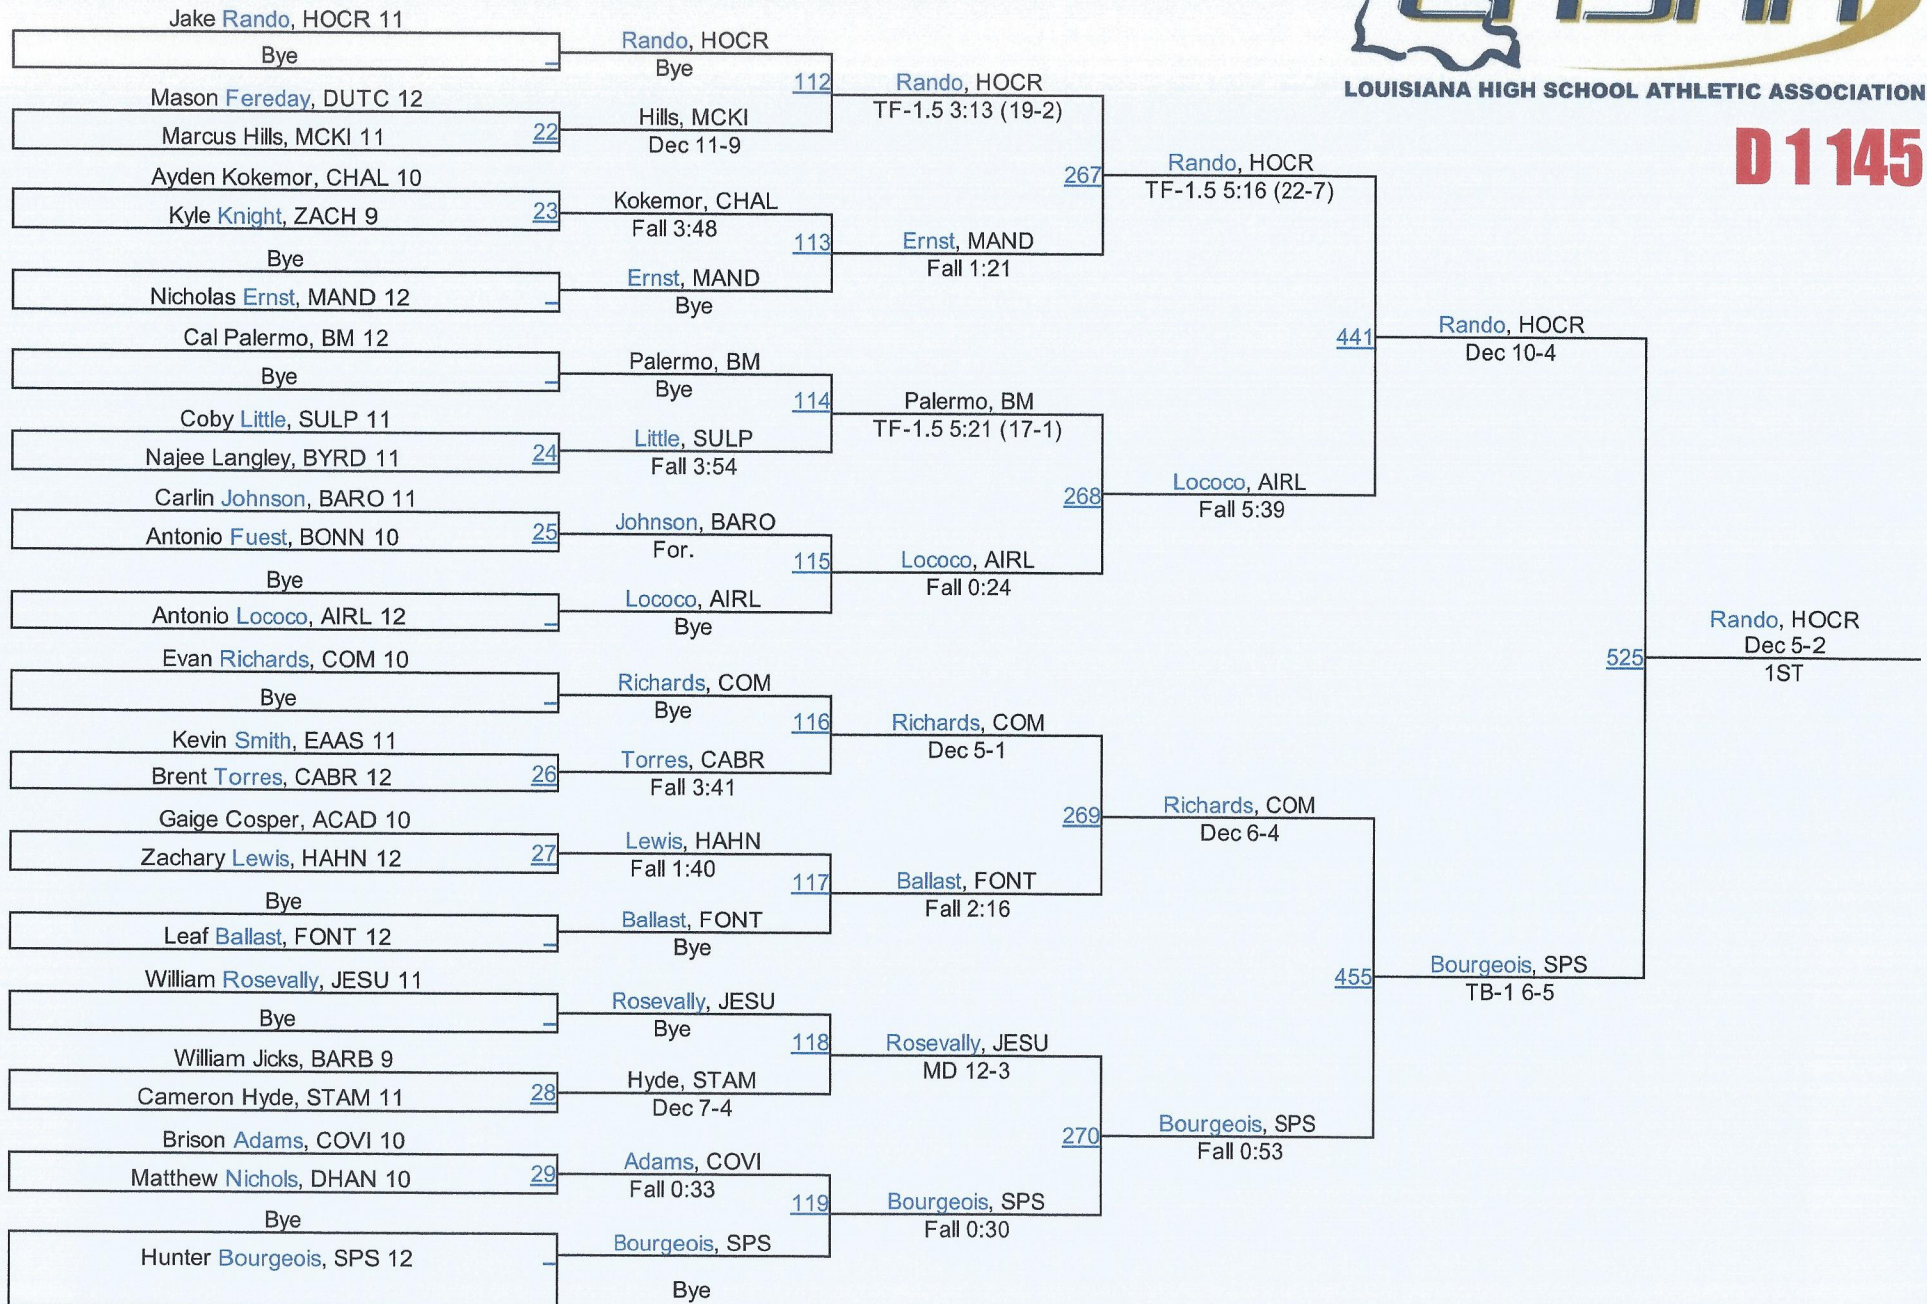 LHSAA
LOUISIANA HIGH SCHOOL ATHLETIC ASSOCIATION
D 1 145
Jake Rando, HOCR 11
Bye
Mason Fereday, DUTC 12
Marcus Hills, MCKI 11
22
Ayden Kokemor, CHAL 10
Kyle Knight, ZACH 9
23
Bye
Nicholas Ernst, MAND 12
Cal Palermo, BM 12
Bye
Coby Little, SULP 11
Najee Langley, BYRD 11
24
Carlin Johnson, BARO 11
Antonio Fuest, BONN 10
25
Bye
Antonio Lococo, AIRL 12
Evan Richards, COM 10
Bye
Kevin Smith, EAAS 11
Brent Torres, CABR 12
26
Gaige Cosper, ACAD 10
Zachary Lewis, HAHN 12
27
Bye
Leaf Ballast, FONT 12
William Rosevally, JESU 11
Bye
William Jicks, BARB 9
Cameron Hyde, STAM 11
28
Brison Adams, COVI 10
Matthew Nichols, DHAN 10
29
Bye
Hunter Bourgeois, SPS 12
Rando, HOCR
Bye
112
Hills, MCKI
Dec 11-9
Kokemor, CHAL
Fall 3:48
113
Ernst, MAND
Bye
Palermo, BM
Bye
114
Little, SULP
Fall 3:54
Johnson, BARO
For.
115
Lococo, AIRL
Bye
Richards, COM
Bye
116
Torres, CABR
Fall 3:41
Lewis, HAHN
Fall 1:40
117
Ballast, FONT
Bye
Rosevally, JESU
Bye
118
Hyde, STAM
Dec 7-4
Adams, COVI
Fall 0:33
119
Bourgeois, SPS
Bye
Rando, HOCR
TF-1.5 3:13 (19-2)
267
Ernst, MAND
Fall 1:21
Palermo, BM
TF-1.5 5:21 (17-1)
268
Lococo, AIRL
Fall 0:24
Richards, COM
Dec 5-1
269
Ballast, FONT
Fall 2:16
Rosevally, JESU
MD 12-3
270
Bourgeois, SPS
Fall 0:30
Rando, HOCR
TF-1.5 5:16 (22-7)
441
Lococo, AIRL
Fall 5:39
Richards, COM
Dec 6-4
455
Bourgeois, SPS
Fall 0:53
Rando, HOCR
Dec 10-4
525
Bourgeois, SPS
TB-1 6-5
Rando, HOCR
Dec 5-2
1ST